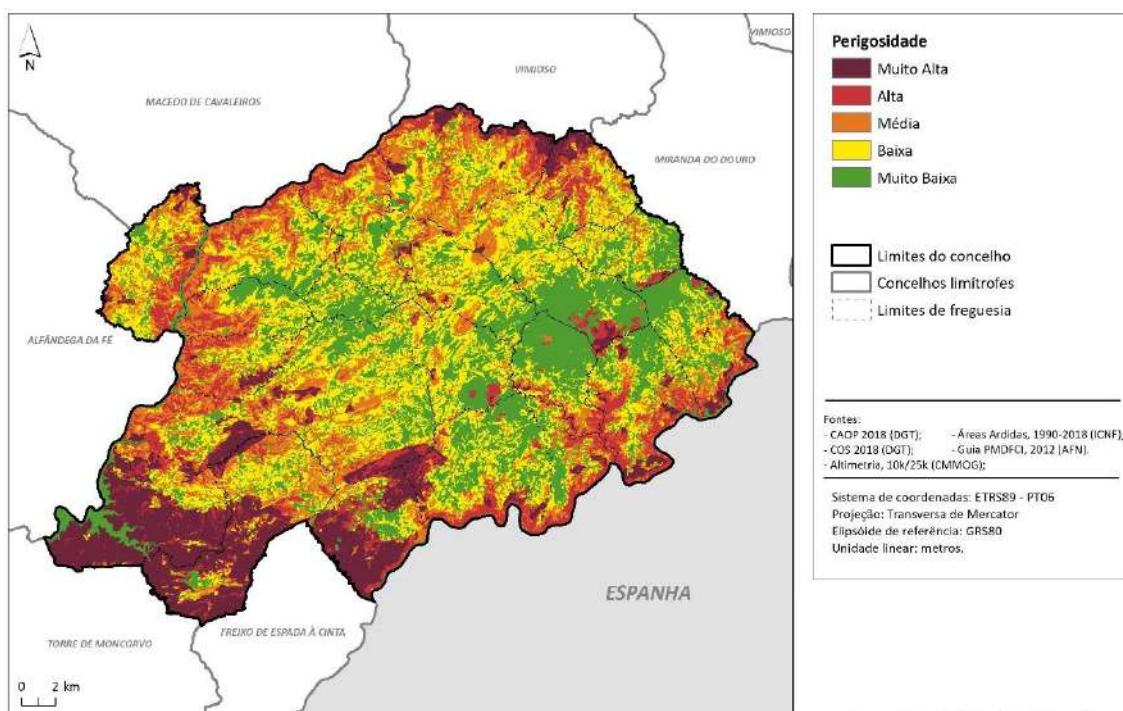 N
VIMIOSO
VIMIOSO
MACEDO DE CAVALEIROS
MIRANDA DO DOURO
ALFÂNDEGA DA FÉ
ESPANHA
FREIXO DE ESPADA À CINTA
TORRE DE MONCORVO
0 2 km
Perigosidade
Muito Alta
Alta
Média
Baixa
Muito Baixa
Limites do concelho
Concelhos limítrofes
Limites de freguesia
Fontes:
- CAOP 2018 (DGT); - Áreas Ardidas, 1990-2018 (ICNF);
- COS 2018 (DGT); - Guia PMDFCI, 2012 (AFN).
- Altimetria, 10k/25k (CMMOG);
Sistema de coordenadas: ETRS89 - PT06
Projeção: Transversa de Mercator
Elipsóide de referência: GRS80
Unidade linear: metros.